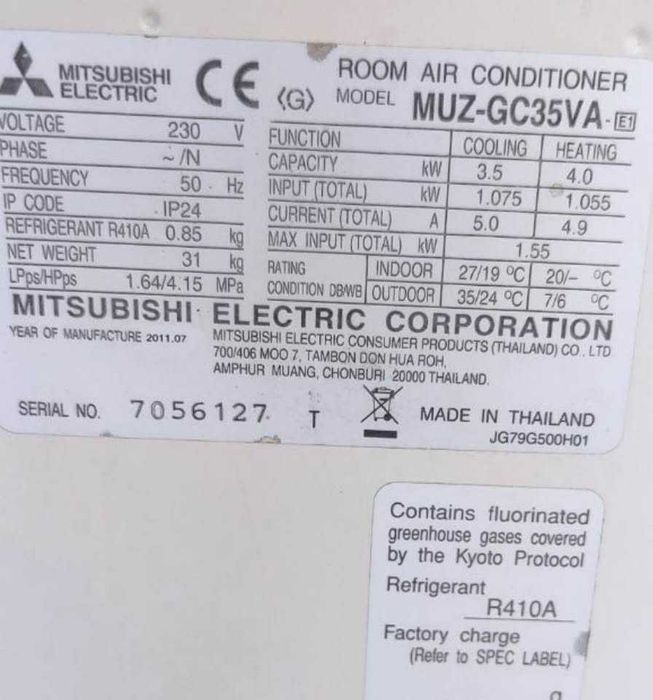 MITSUBISHI
ELECTRIC
CE
⟨G⟩
ROOM AIR CONDITIONER
MODEL MUZ-GC35VA-E1
VOLTAGE 230 V
PHASE ~/N
FREQUENCY 50 Hz
IP CODE IP24
REFRIGERANT R410A 0.85 kg
NET WEIGHT 31 kg
LPps/HPps 1.64/4.15 MPa
FUNCTION COOLING HEATING
CAPACITY kW 3.5 4.0
INPUT (TOTAL) kW 1.075 1.055
CURRENT (TOTAL) A 5.0 4.9
MAX INPUT (TOTAL) kW 1.55
RATING INDOOR 27/19 ºC 20/- ºC
CONDITION DB/WB OUTDOOR 35/24 ºC 7/6 ºC
MITSUBISHI ELECTRIC CORPORATION
YEAR OF MANUFACTURE 2011.07
MITSUBISHI ELECTRIC CONSUMER PRODUCTS (THAILAND) CO., LTD
700/406 MOO 7, TAMBON DON HUA ROH,
AMPHUR MUANG, CHONBURI 20000 THAILAND.
SERIAL NO. 7056127 T
MADE IN THAILAND
JG79G500H01
Contains fluorinated
greenhouse gases covered
by the Kyoto Protocol
Refrigerant
R410A
Factory charge
(Refer to SPEC LABEL)